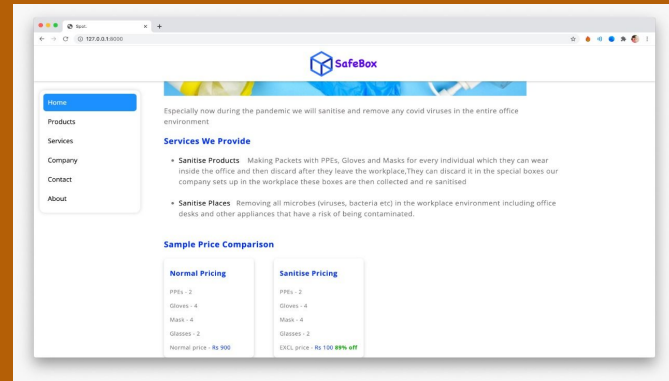 127.0.0.1:8000
SafeBox
Home
Products
Services
Company
Contact
About
Especially now during the pandemic we will sanitise and remove any covid viruses in the entire office
environment
Services We Provide
Sanitise Products Making Packets with PPEs, Gloves and Masks for every individual which they can wear
inside the office and then discard after they leave the workplace,They can discard it in the special boxes our
company sets up in the workplace these boxes are then collected and re sanitised
Sanitise Places Removing all microbes (viruses, bacteria etc) in the workplace environment including office
desks and other appliances that have a risk of being contaminated.
Sample Price Comparison
Normal Pricing
PPEs - 2
Gloves - 4
Mask - 4
Glasses - 2
Normal price - Rs 900
Sanitise Pricing
PPEs - 2
Gloves - 4
Mask - 4
Glasses - 2
EXCL price - Rs 100 89% off